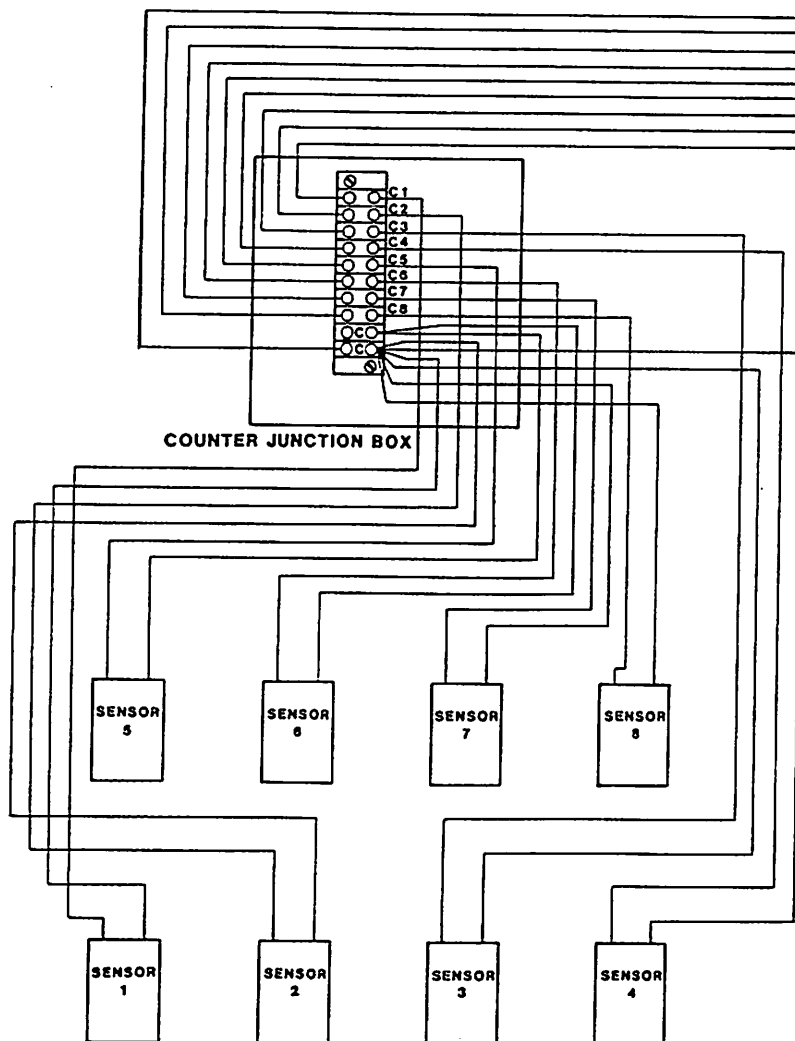 C1
C2
C3
C4
C5
C6
C7
C8
C
C
COUNTER JUNCTION BOX
SENSOR
5
SENSOR
6
SENSOR
7
SENSOR
8
SENSOR
1
SENSOR
2
SENSOR
3
SENSOR
4